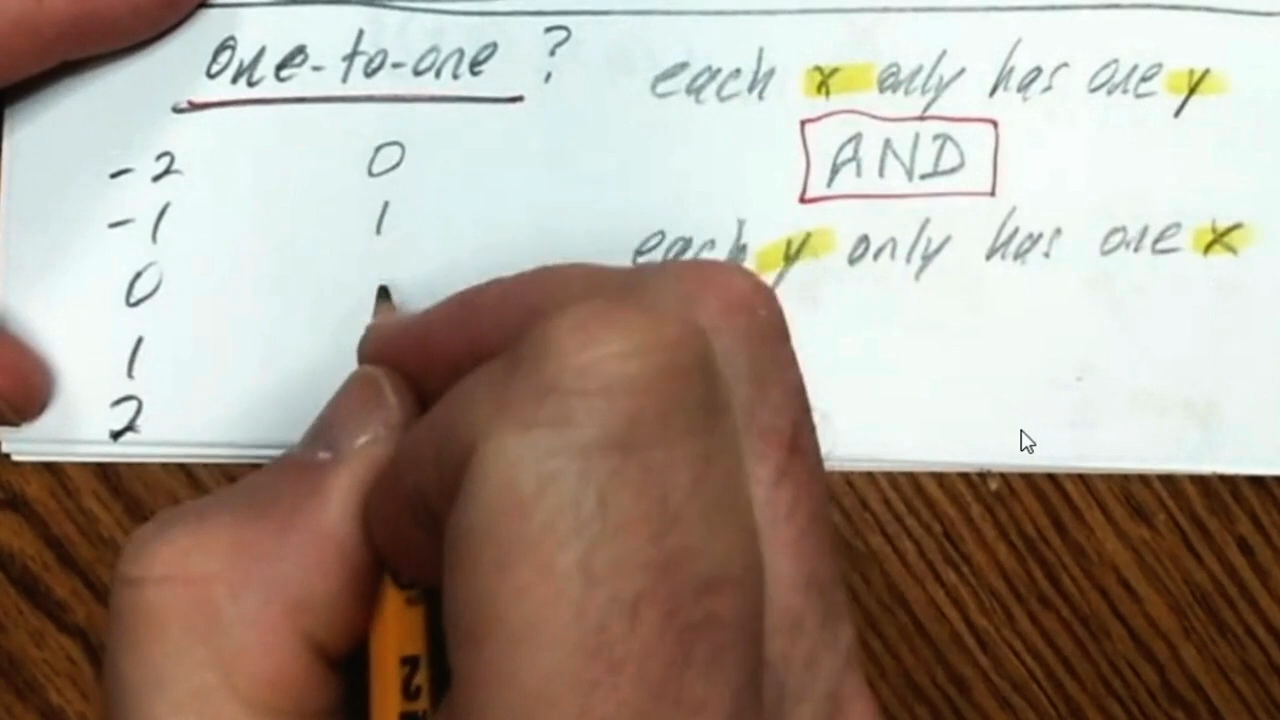 one-to-one ?
each x only has one y
AND
each y only has one x
-2 0
-1 1
0
1
2
2